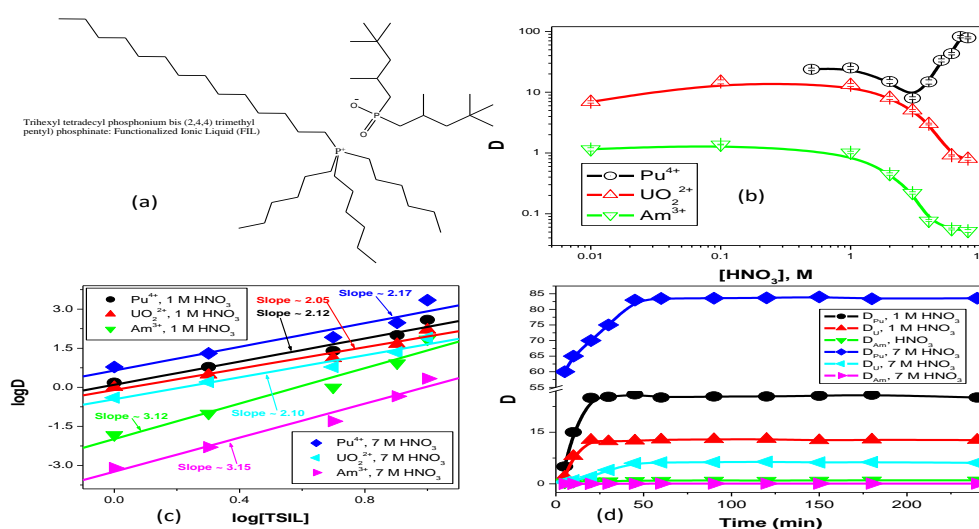 (a)
Trihexyl tetradecyl phosphonium bis (2,4,4) trimethyl
pentyl) phosphinate: Functionalized Ionic Liquid (FIL)
O⁻
P
O
P⁺
D
100
10
1
0.1
Pu⁴⁺
UO₂²⁺
Am³⁺
(b)
0.01
0.1
1
[HNO₃], M
logD
3.0
1.5
0.0
-1.5
-3.0
Pu⁴⁺, 1 M HNO₃
UO₂²⁺, 1 M HNO₃
Am³⁺, 1 M HNO₃
Slope ~ 2.05
Slope ~ 2.12
Slope ~ 2.17
Slope ~ 3.12
Slope ~ 2.10
Slope ~ 3.15
Pu⁴⁺, 7 M HNO₃
UO₂²⁺, 7 M HNO₃
Am³⁺, 7 M HNO₃
0.0
0.4
0.8
(c)
log[TSIL]
D
85
80
75
70
65
60
55
15
0
D_Pu, 1 M HNO₃
D_U, 1 M HNO₃
D_Am, HNO₃
D_Pu, 7 M HNO₃
D_U, 7 M HNO₃
D_Am, 7 M HNO₃
0
50
100
150
200
Time (min)
(d)